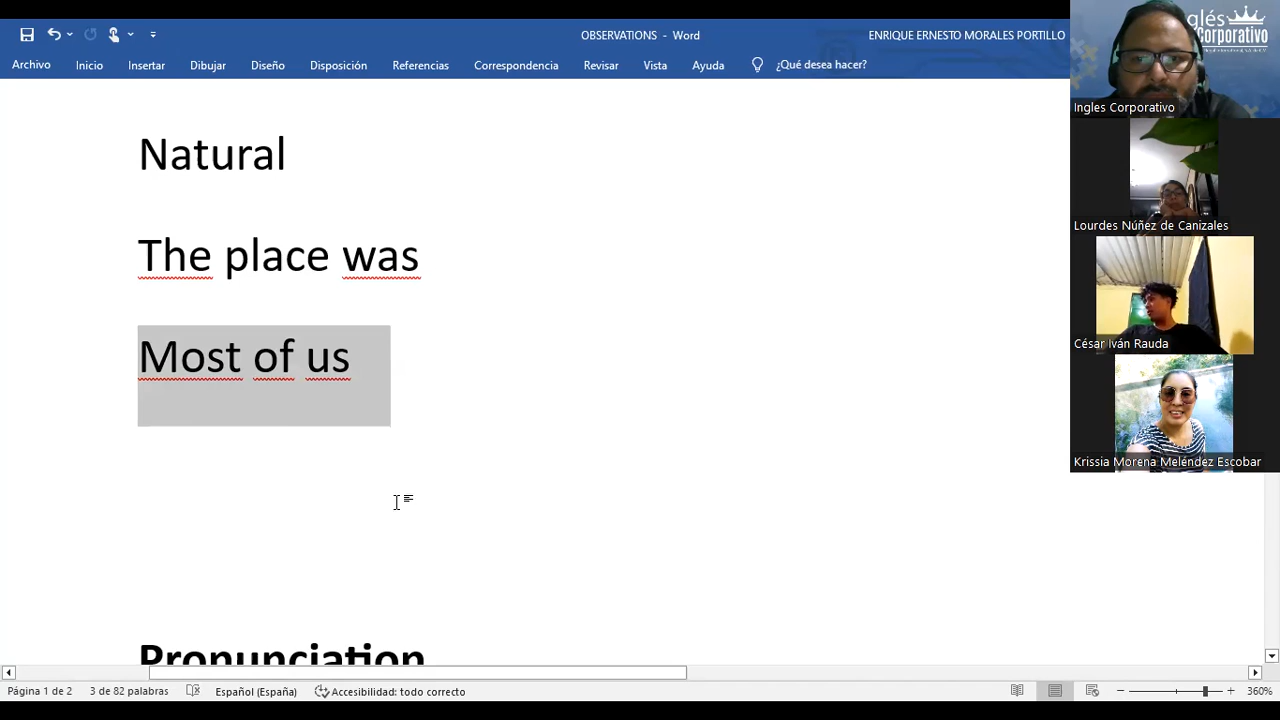 OBSERVATIONS - Word
ENRIQUE ERNESTO MORALES PORTILLO
Archivo Inicio Insertar Dibujar Diseño Disposición Referencias Correspondencia Revisar Vista Ayuda ¿Qué desea hacer?
Natural
The place was
Most of us
Pronunciation
Página 1 de 2 3 de 82 palabras Español (España) Accesibilidad: todo correcto 360%
glés
Corporativo
Ingles Corporativo
Lourdes Núñez de Canizales
César Iván Rauda
Krissia Morena Meléndez Escobar